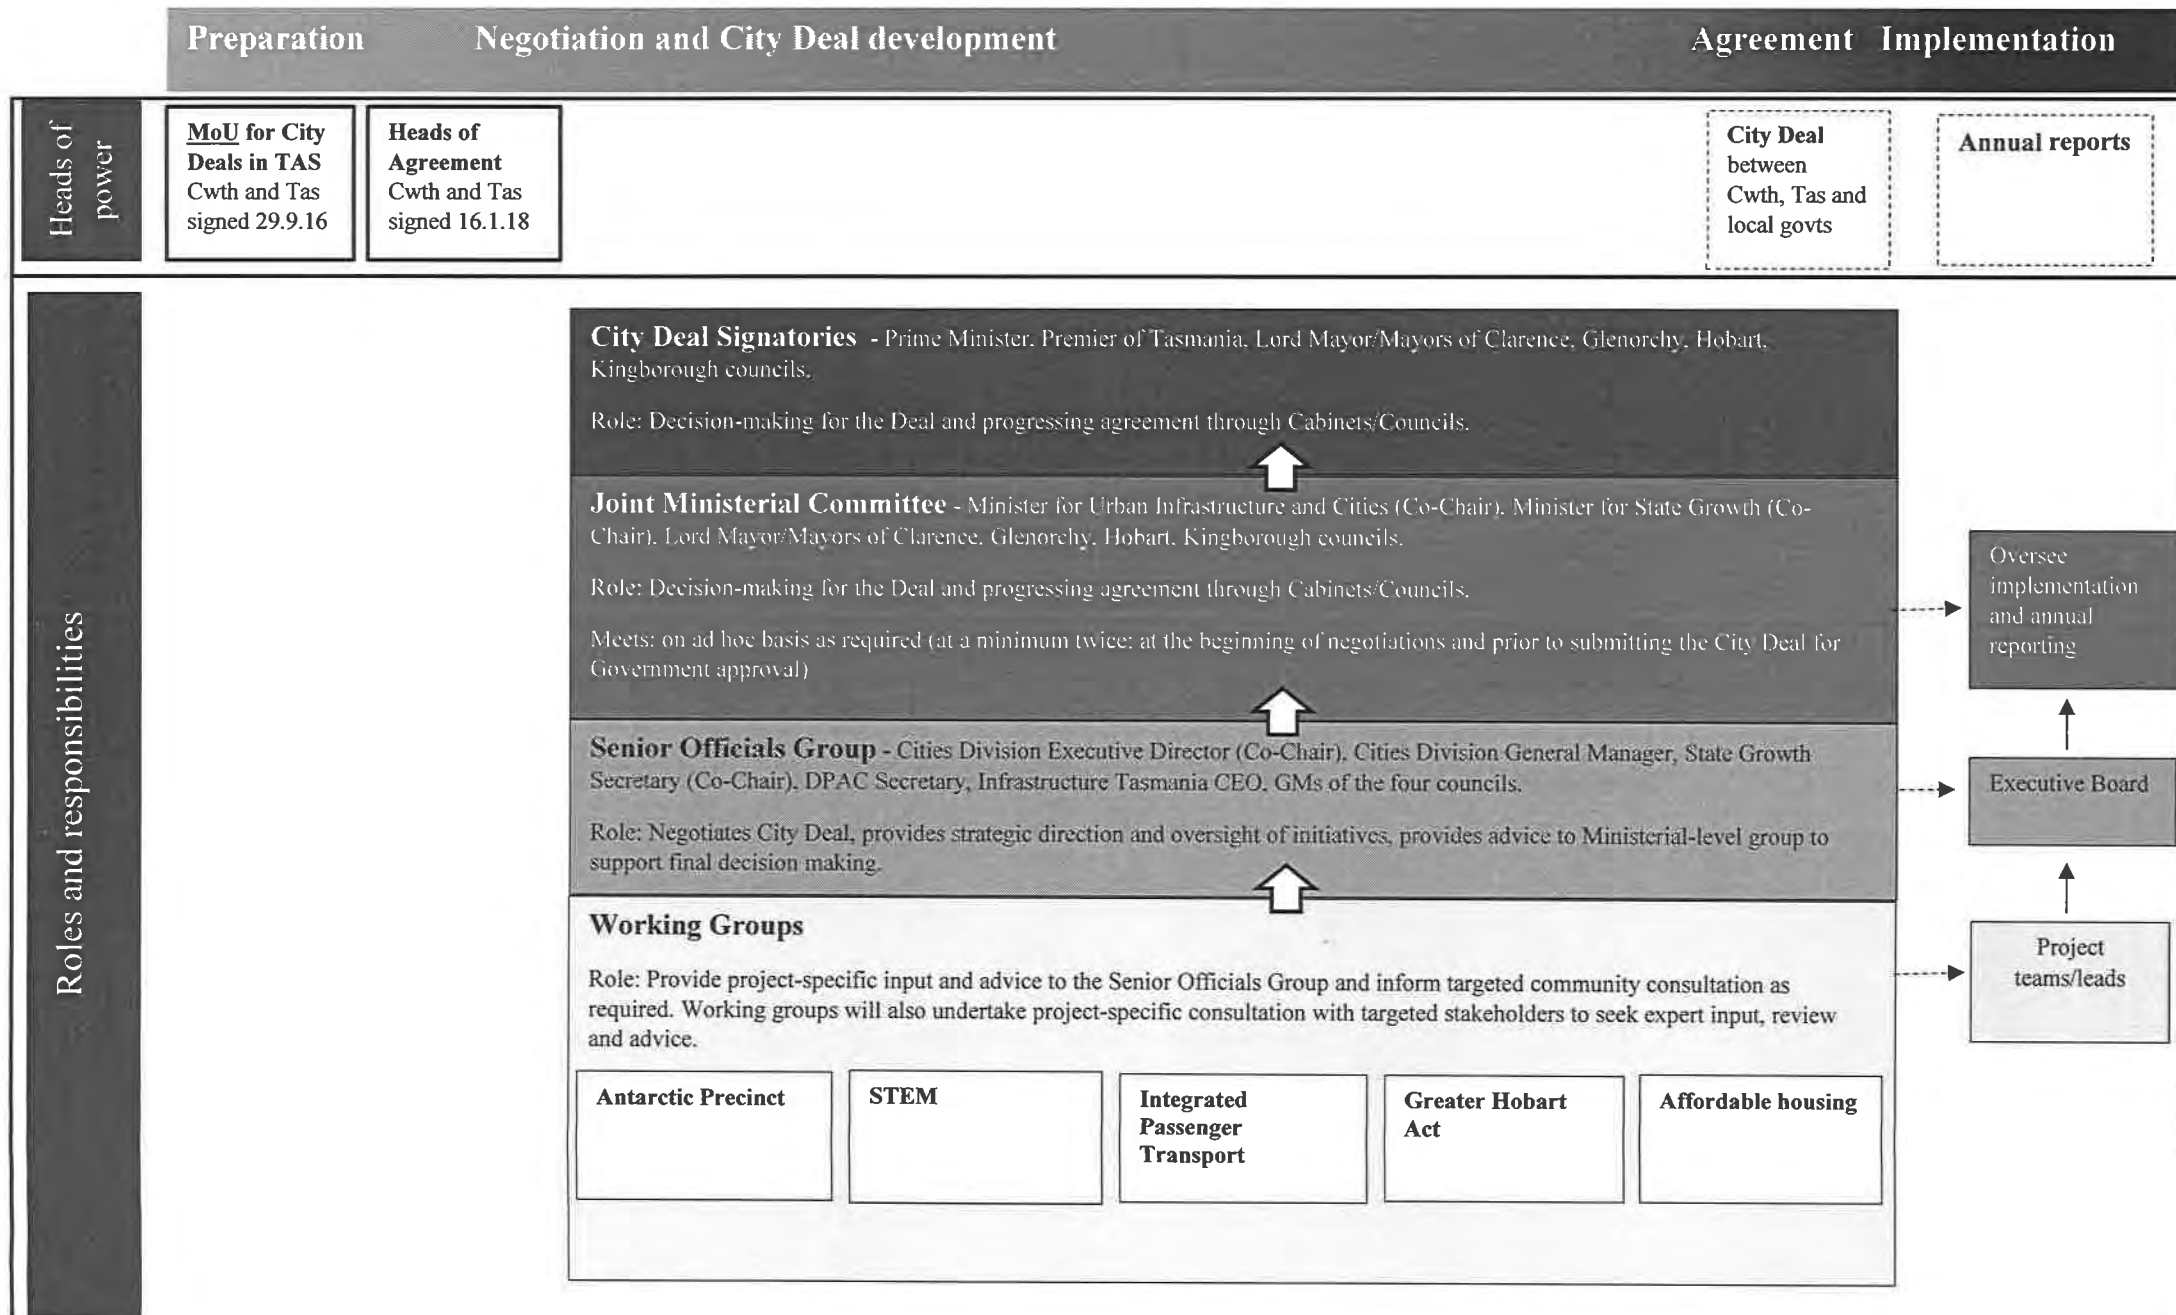 Preparation
Negotiation and City Deal development
Agreement
Implementation
Heads of
power
MoU for City
Deals in TAS
Cwth and Tas
signed 29.9.16
Heads of
Agreement
Cwth and Tas
signed 16.1.18
City Deal
between
Cwth, Tas and
local govts
Annual reports
Roles and responsibilities
City Deal Signatories - Prime Minister, Premier of Tasmania, Lord Mayor/Mayors of Clarence, Glenorchy, Hobart,
Kingborough councils.
Role: Decision-making for the Deal and progressing agreement through Cabinets/Councils.
Joint Ministerial Committee - Minister for Urban Infrastructure and Cities (Co-Chair), Minister for State Growth (Co-
Chair), Lord Mayor/Mayors of Clarence, Glenorchy, Hobart, Kingborough councils.
Role: Decision-making for the Deal and progressing agreement through Cabinets/Councils.
Meets: on ad hoc basis as required (at a minimum twice: at the beginning of negotiations and prior to submitting the City Deal for
Government approval)
Oversee
implementation
and annual
reporting
Senior Officials Group - Cities Division Executive Director (Co-Chair), Cities Division General Manager, State Growth
Secretary (Co-Chair), DPAC Secretary, Infrastructure Tasmania CEO, GMs of the four councils.
Role: Negotiates City Deal, provides strategic direction and oversight of initiatives, provides advice to Ministerial-level group to
support final decision making.
Executive Board
Working Groups
Role: Provide project-specific input and advice to the Senior Officials Group and inform targeted community consultation as
required. Working groups will also undertake project-specific consultation with targeted stakeholders to seek expert input, review
and advice.
Project
teams/leads
Antarctic Precinct
STEM
Integrated
Passenger
Transport
Greater Hobart
Act
Affordable housing